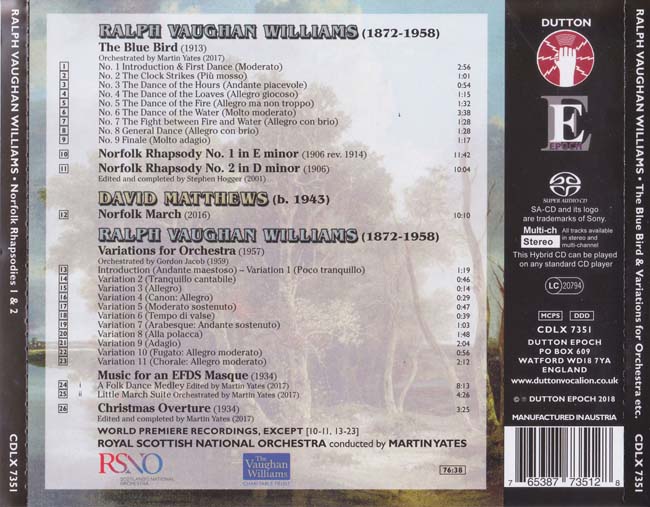 RALPH VAUGHAN WILLIAMS • Norfolk Rhapsodies 1 & 2
CDLX 7351
RALPH VAUGHAN WILLIAMS (1872-1958)
The Blue Bird (1913)
Orchestrated by Martin Yates (2017)
1 No. 1 Introduction & First Dance (Moderato) 2:56
2 No. 2 The Clock Strikes (Più mosso) 1:01
3 No. 3 The Dance of the Hours (Andante piacevole) 0:54
4 No. 4 The Dance of the Loaves (Allegro giocoso) 1:15
5 No. 5 The Dance of the Fire (Allegro ma non troppo) 1:32
6 No. 6 The Dance of the Water (Molto moderato) 3:38
7 No. 7 The Fight between Fire and Water (Allegro con brio) 1:28
8 No. 8 General Dance (Allegro con brio) 1:28
9 No. 9 Finale (Molto adagio) 1:17
10 Norfolk Rhapsody No. 1 in E minor (1906 rev. 1914) 11:42
11 Norfolk Rhapsody No. 2 in D minor (1906) 10:04
Edited and completed by Stephen Hogger (2001)
DAVID MATTHEWS (b. 1943)
12 Norfolk March (2016) 10:10
RALPH VAUGHAN WILLIAMS (1872-1958)
Variations for Orchestra (1957)
Orchestrated by Gordon Jacob (1959)
13 Introduction (Andante maestoso) – Variation 1 (Poco tranquillo) 1:19
14 Variation 2 (Tranquillo cantabile) 0:46
15 Variation 3 (Allegro) 0:14
16 Variation 4 (Canon: Allegro) 0:29
17 Variation 5 (Moderato sostenuto) 0:47
18 Variation 6 (Tempo di valse) 0:39
19 Variation 7 (Arabesque: Andante sostenuto) 1:03
20 Variation 8 (Alla polacca) 1:48
21 Variation 9 (Adagio) 2:04
22 Variation 10 (Fugato: Allegro moderato) 0:56
23 Variation 11 (Chorale: Allegro moderato) 2:12
Music for an EFDS Masque (1934)
24 i A Folk Dance Medley Edited by Martin Yates (2017) 8:13
25 ii Little March Suite Orchestrated by Martin Yates (2017) 4:26
26 Christmas Overture (1934) 3:25
Edited and completed by Martin Yates (2017)
WORLD PREMIERE RECORDINGS, EXCEPT [10-11, 13-23]
ROYAL SCOTTISH NATIONAL ORCHESTRA conducted by MARTIN YATES
RSNO
The Vaughan Williams
CHARITABLE TRUST
76:38
DUTTON
E
EPOCH
SUPER AUDIO CD
SA-CD and its logo
are trademarks of Sony.
Multi-ch
Stereo
All tracks available
in stereo and
multi-channel
This Hybrid CD can be played
on any standard CD player
LC 20794
MCPS DDD
CDLX 7351
DUTTON EPOCH
PO BOX 609
WATFORD WD18 7YA
ENGLAND
www.duttonvocalion.co.uk
℗ © DUTTON EPOCH 2018
MANUFACTURED IN AUSTRIA
7 65387 73512 8
RALPH VAUGHAN WILLIAMS • The Blue Bird & Variations for Orchestra etc.
CDLX 7351